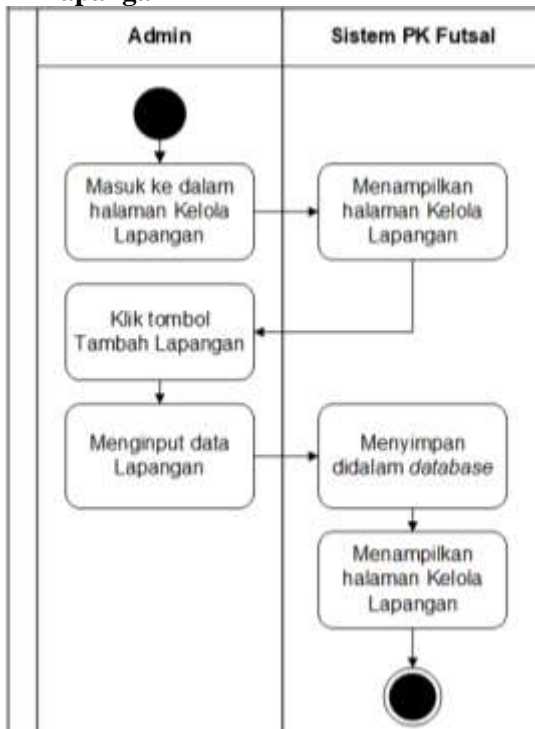 Admin
Sistem PK Futsal
Masuk ke dalam
halaman Kelola
Lapangan
Menampilkan
halaman Kelola
Lapangan
Klik tombol
Tambah Lapangan
Menginput data
Lapangan
Menyimpan
didalam database
Menampilkan
halaman Kelola
Lapangan